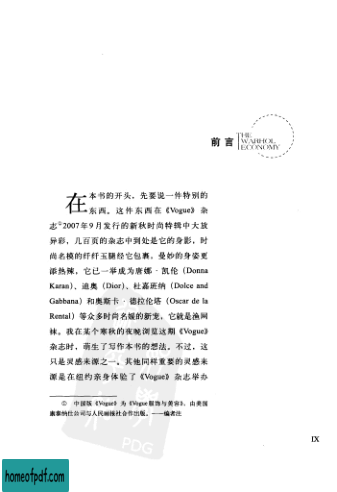 前言
THE
WARHOL
ECONOMY
在本书的开头，先要说一件特别的
东西。这件东西在《Vogue》杂
志①2007年9月发行的新秋时尚特辑中大放
异彩，几百页的杂志中到处是它的身影，时
尚名模的纤纤玉腿经它包裹，曼妙的身姿更
添热辣，它已一举成为唐娜·凯伦（Donna
Karan）、迪奥（Dior）、杜嘉班纳（Dolce and
Gabbana）和奥斯卡·德拉伦塔（Oscar de la
Rental）等众多时尚名媛的新宠，它就是渔网
袜。我在某个寒秋的夜晚浏览这期《Vogue》
杂志时，萌生了写作本书的想法。不过，这
只是灵感来源之一。其他同样重要的灵感来
源是在纽约亲身体验了《Vogue》杂志举办
① 中国版《Vogue》为《Vogue服饰与美容》，由美国
康泰纳仕公司与人民画报社合作出版。——编者注
PDG
IX
homeofpdf.com